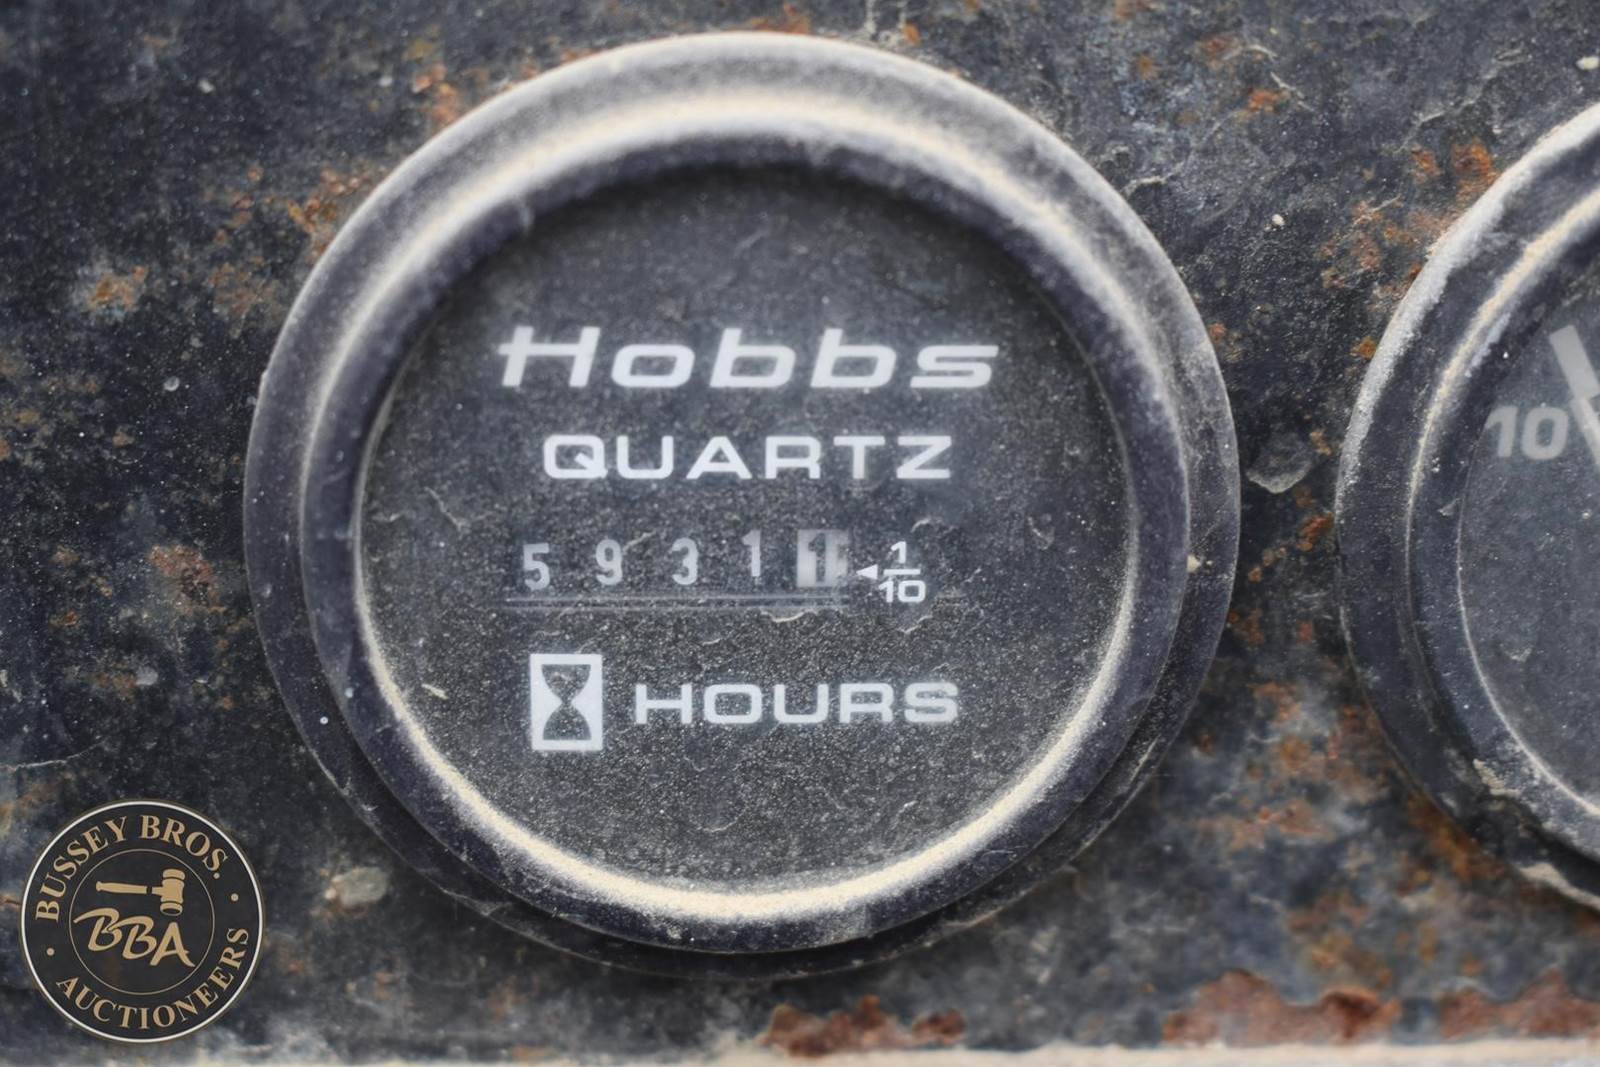 Hobbs
QUARTZ
5 9 3 1 1 1/10
HOURS
10
BUSSEY BROS.
BBA
AUCTIONEERS